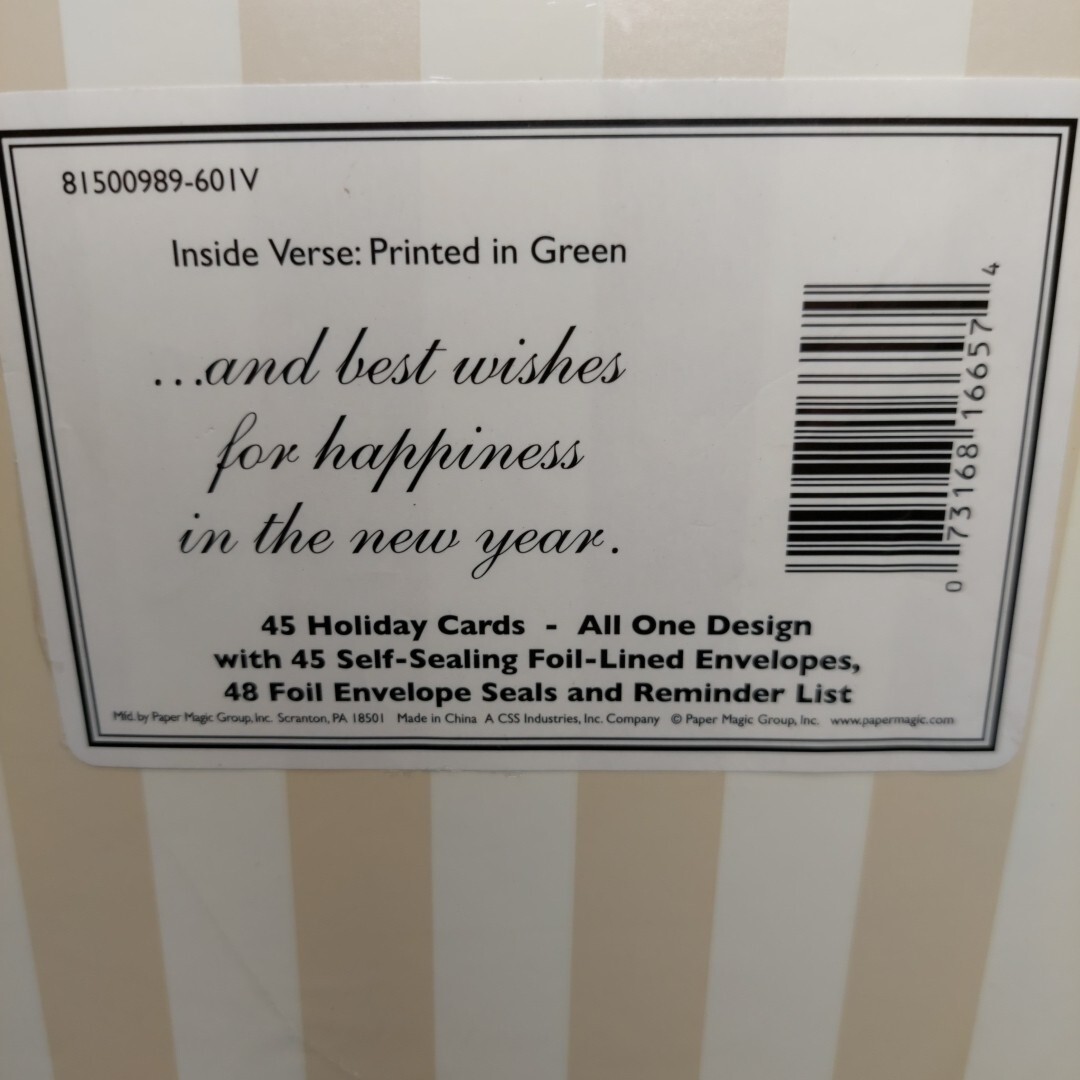 81500989-601V
Inside Verse: Printed in Green
...and best wishes
for happiness
in the new year.
0 73168 16657 4
45 Holiday Cards - All One Design
with 45 Self-Sealing Foil-Lined Envelopes,
48 Foil Envelope Seals and Reminder List
Mfd. by Paper Magic Group, Inc. Scranton, PA 18501 Made in China A CSS Industries, Inc. Company © Paper Magic Group, Inc. www.papermagic.com